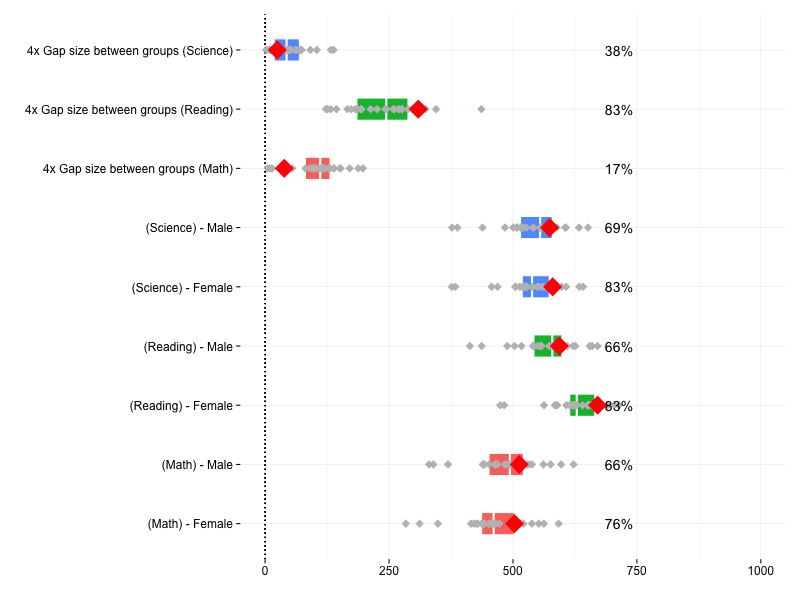 4x Gap size between groups (Science) 38%
4x Gap size between groups (Reading) 83%
4x Gap size between groups (Math) 17%
(Science) - Male 69%
(Science) - Female 83%
(Reading) - Male 66%
(Reading) - Female 83%
(Math) - Male 66%
(Math) - Female 76%
0 250 500 750 1000